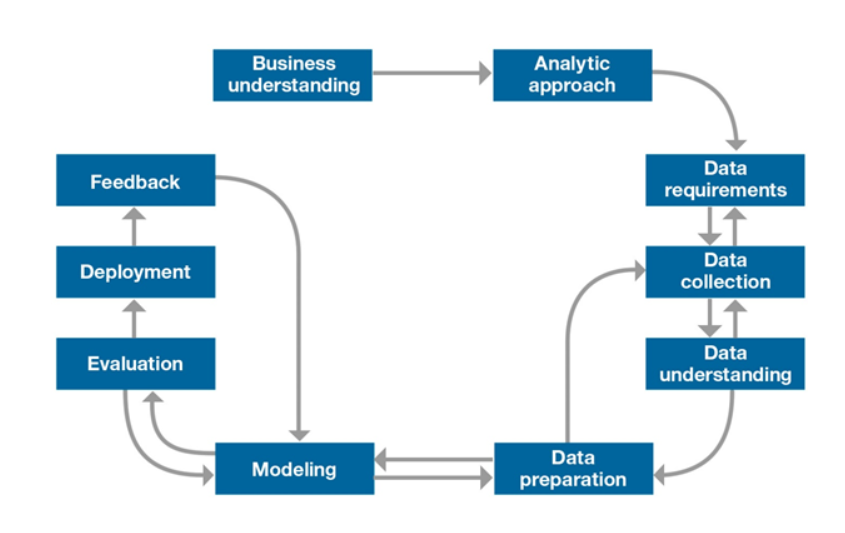 Business
understanding
Analytic
approach
Data
requirements
Data
collection
Data
understanding
Data
preparation
Modeling
Evaluation
Deployment
Feedback